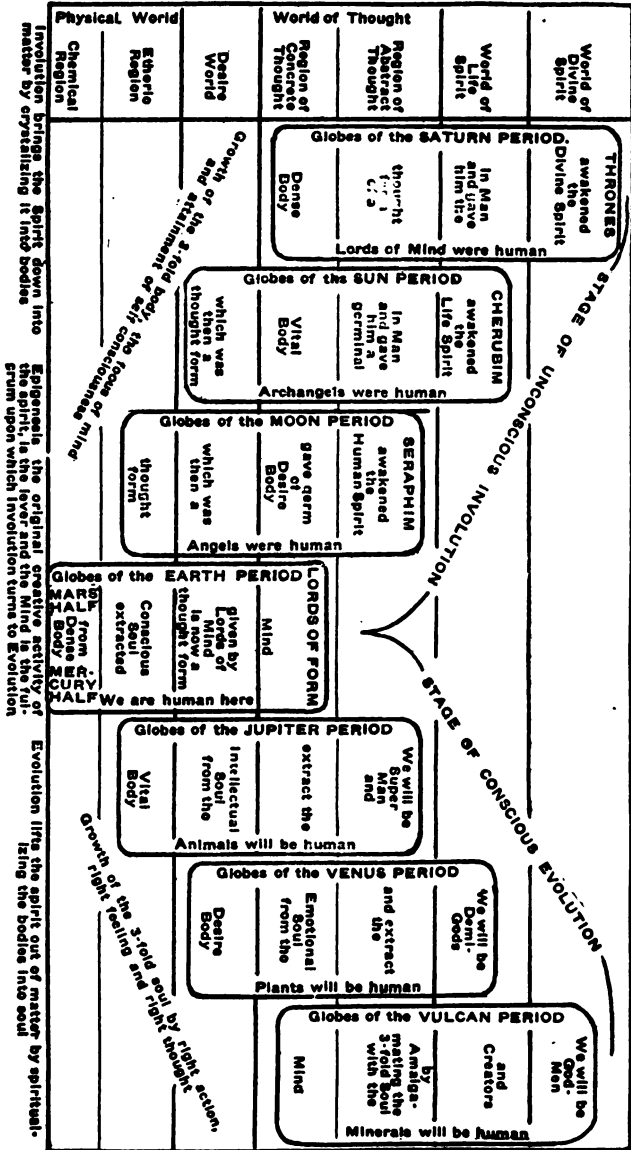 Physical World
World of Thought
Chemical
Region
Etheric
Region
Desire
World
Region of
Concrete
Thought
Region of
Abstract
Thought
World
of
Life
Spirit
World
of
Divine
Spirit
Globes of the SATURN PERIOD.
THRONES
awakened
the
Divine Spirit
in Man
and gave
him the
thought
Dense
Body
Lords of Mind were human
Globes of ths SUN PERIOD
CHERUBIM
awakened
the
Life Spirit
in Man
and gave
him a
germinal
Vital
Body
which was
then a
thought form
Archangels were human
Globes of the MOON PERIOD
SERAPHIM
awakened
the
Human Spirit
gave germ
of
Desire
Body
which was
then a
thought
form
Angels were human
Globes of the EARTH PERIOD
LORDS OF FORM
Mind
given by
Lords of
Mind
is now a
thought form
Conscious
Soul
extracted
MARS
HALF
from
Dense
Body
MER-
CURY
HALF
We are human here
Globes of the JUPITER PERIOD
We will be
Super
Man
and
extract the
Intellectual
Soul
from the
Vital
Body
Animals will be human
Globes of the VENUS PERIOD
We will be
Demi-
Gods
and extract
the
Emotional
Soul
from the
Desire
Body
Plants will be human
Globes of the VULCAN PERIOD
We will be
God-
Men
and
Creators
by
Amalga-
mating the
3-fold Soul
with the
Mind
Minerals will be human
STAGE OF UNCONSCIOUS INVOLUTION
STAGE OF CONSCIOUS EVOLUTION
Growth of the 3-fold body, the focus of mind
and attainment of self consciousness
Growth of the 3-fold soul by right action,
right feeling and right thought
Involution brings the Spirit down into
matter by crystalizing it into bodies
Epigenesis the original creative activity of
the spirit, is the lever and the Mind is the ful-
crum upon which involution turns to Evolution
Evolution lifts the spirit out of matter by spiritual-
izing the bodies into soul